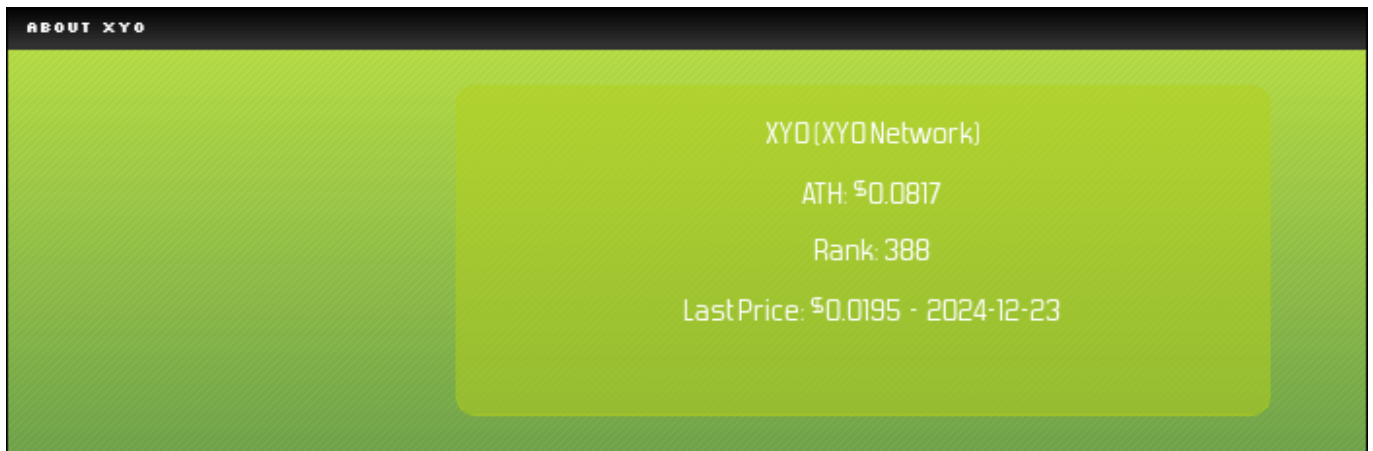 ABOUT XYO
XYO (XYO Network)
ATH: $0.0817
Rank: 388
Last Price: $0.0195 - 2024-12-23